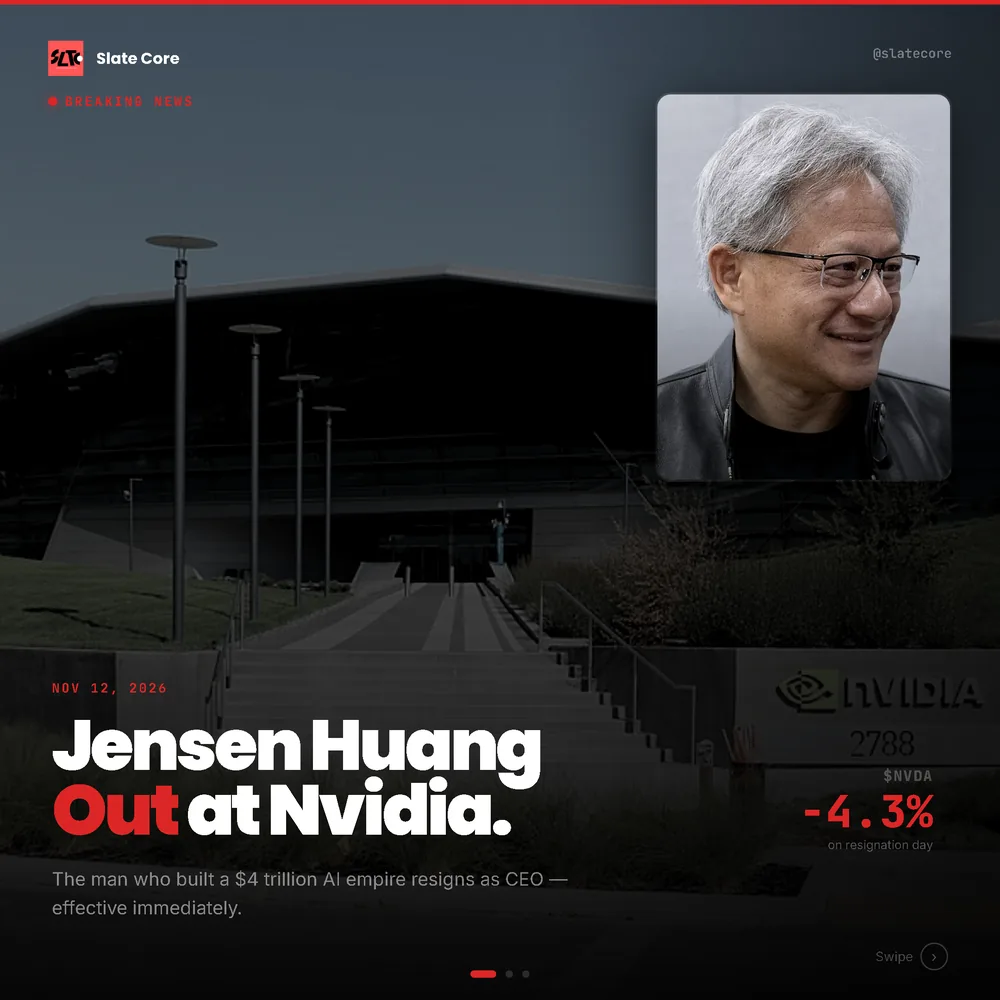 SLTC
Slate Core
@slatecore
BREAKING NEWS
NOV 12, 2026
Jensen Huang
Out at Nvidia.
The man who built a $4 trillion AI empire resigns as CEO —
effective immediately.
NVIDIA
2788
$NVDA
-4.3%
on resignation day
Swipe